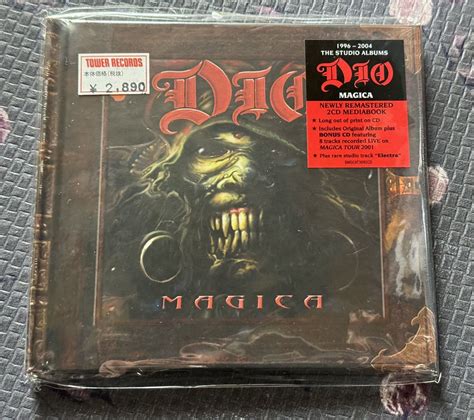 TOWER RECORDS
本体価格(税抜)
¥ 2,890
DIO
1996 – 2004
THE STUDIO ALBUMS
DIO
MAGICA
NEWLY REMASTERED
2CD MEDIABOOK
• Long out of print on CD
• Includes Original Album plus
BONUS CD featuring
8 tracks recorded LIVE on
MAGICA TOUR 2001
• Plus rare studio track "Electra"
MAGICA